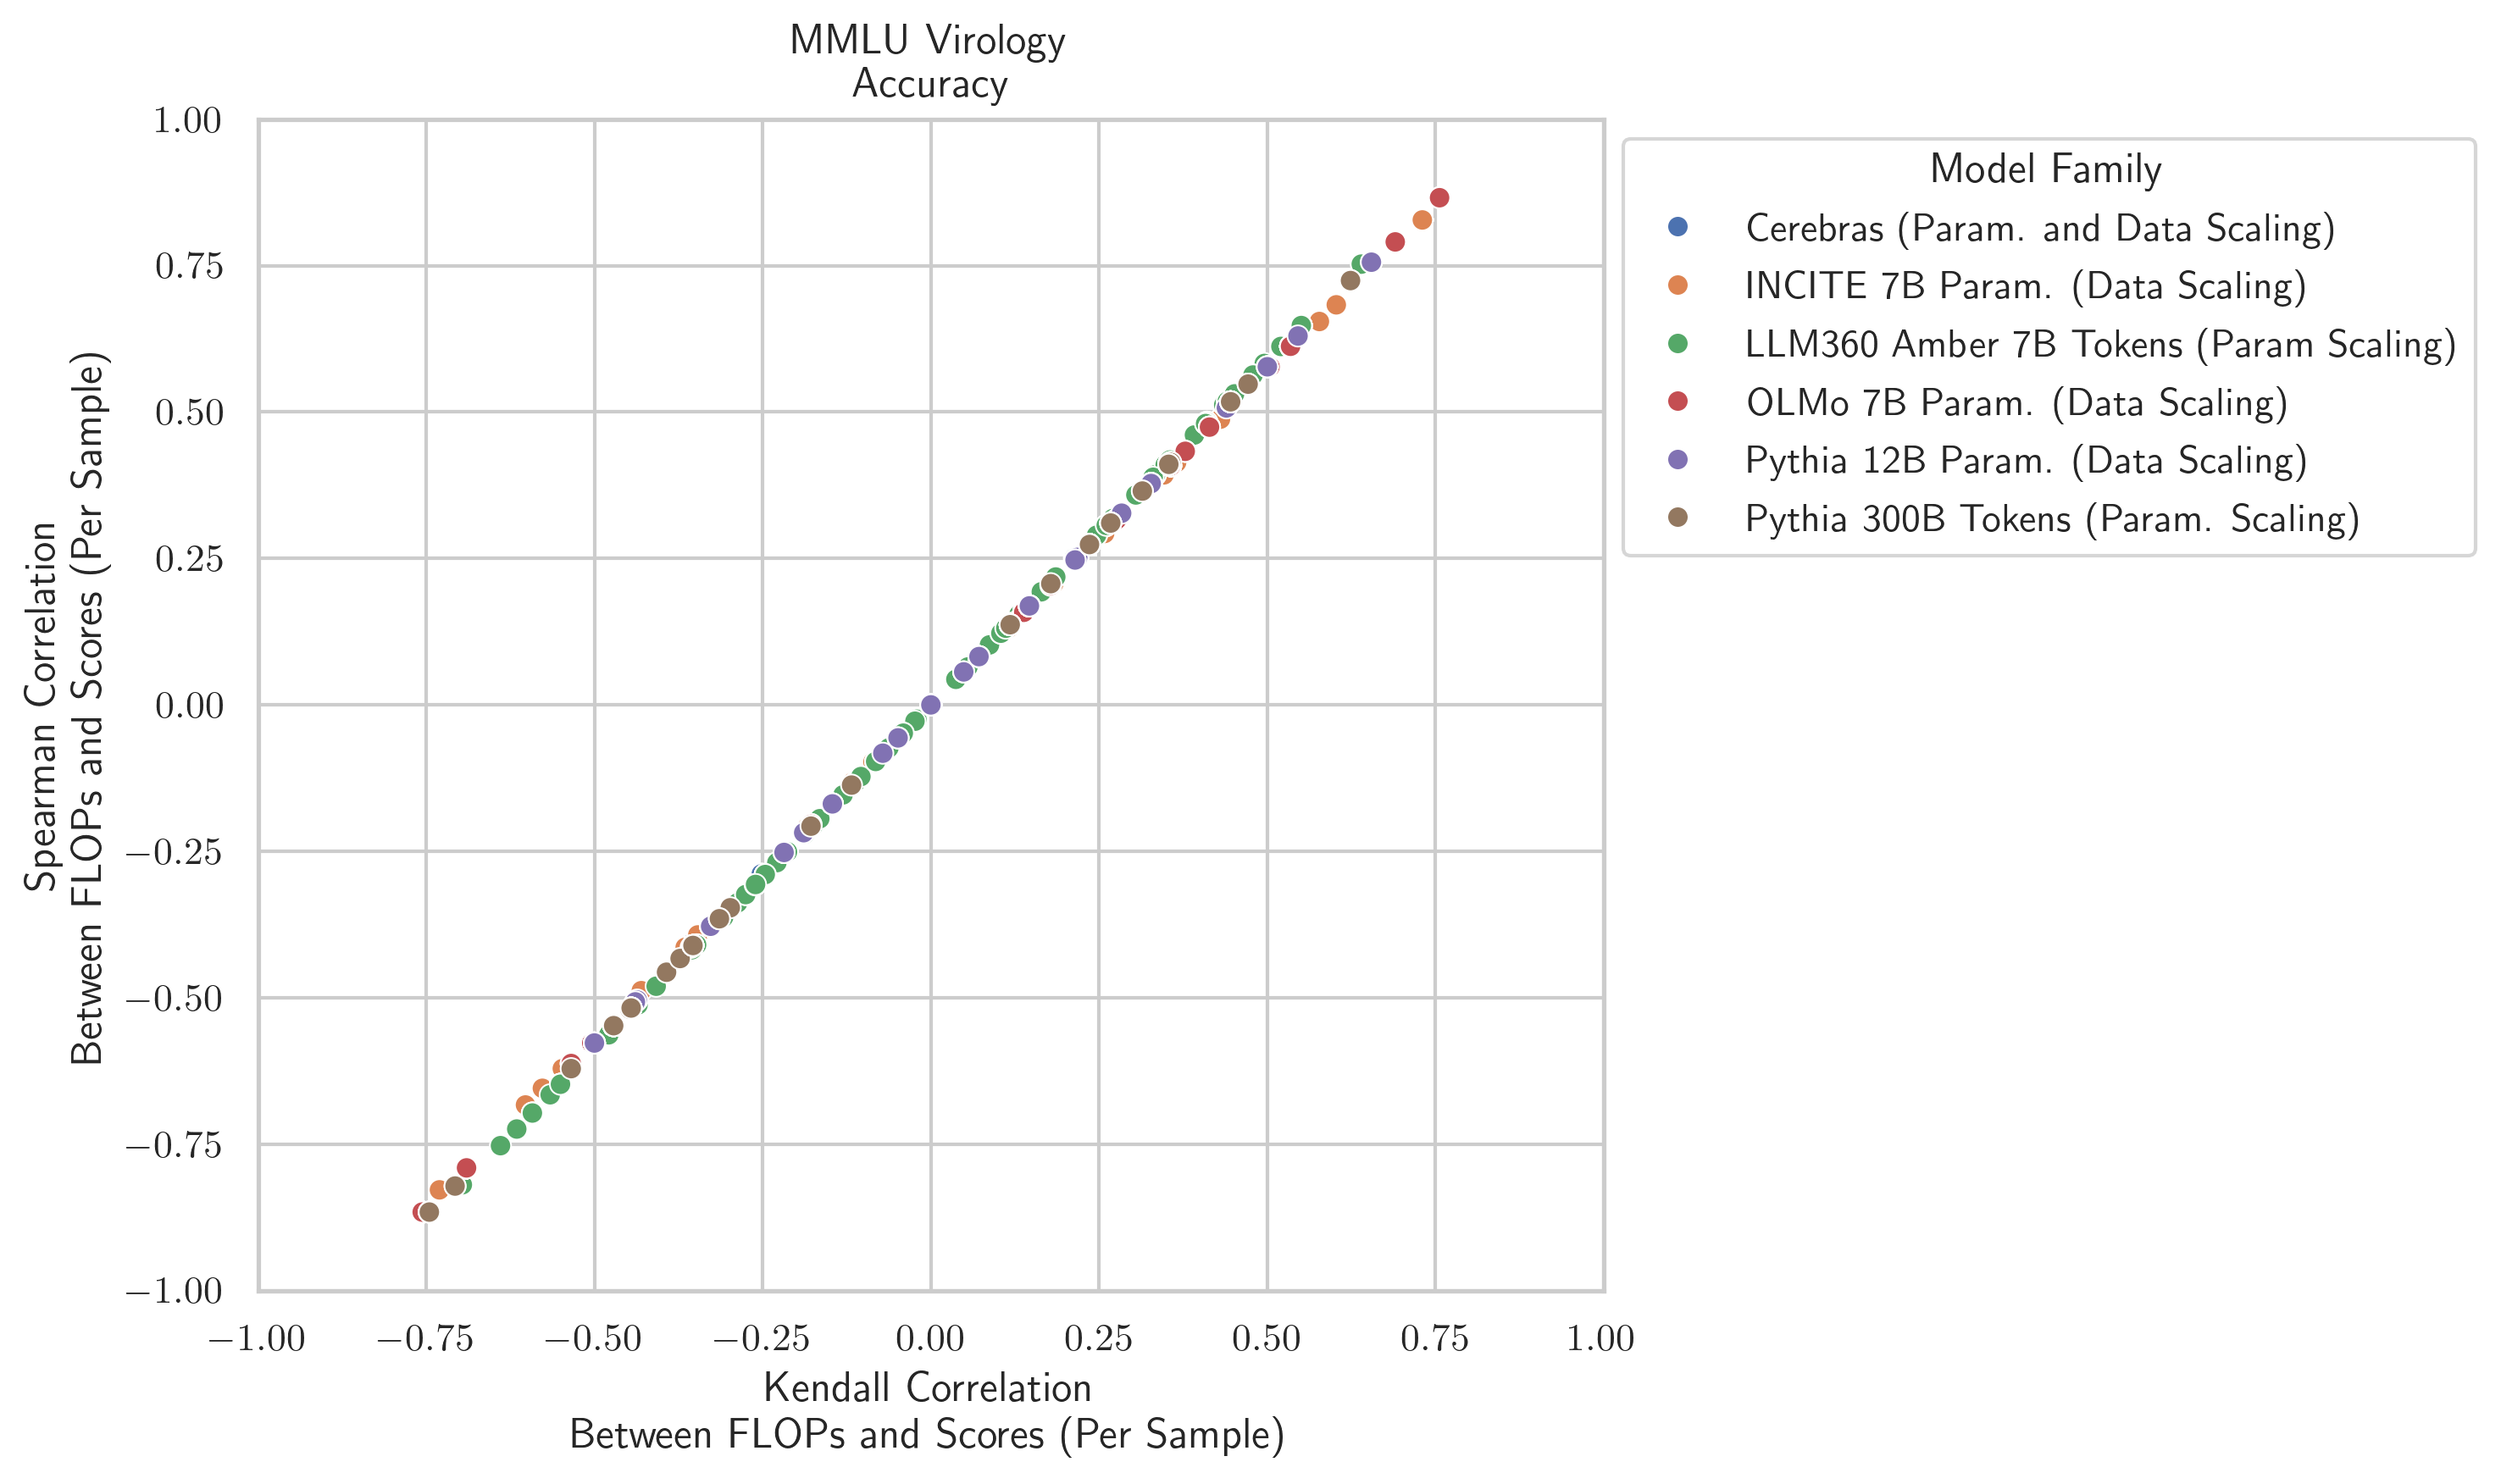 MMLU Virology
Accuracy
1.00
0.75
0.50
0.25
0.00
−0.25
−0.50
−0.75
−1.00
Spearman Correlation
Between FLOPs and Scores (Per Sample)
−1.00
−0.75
−0.50
−0.25
0.00
0.25
0.50
0.75
1.00
Kendall Correlation
Between FLOPs and Scores (Per Sample)
Model Family
Cerebras (Param. and Data Scaling)
INCITE 7B Param. (Data Scaling)
LLM360 Amber 7B Tokens (Param Scaling)
OLMo 7B Param. (Data Scaling)
Pythia 12B Param. (Data Scaling)
Pythia 300B Tokens (Param. Scaling)